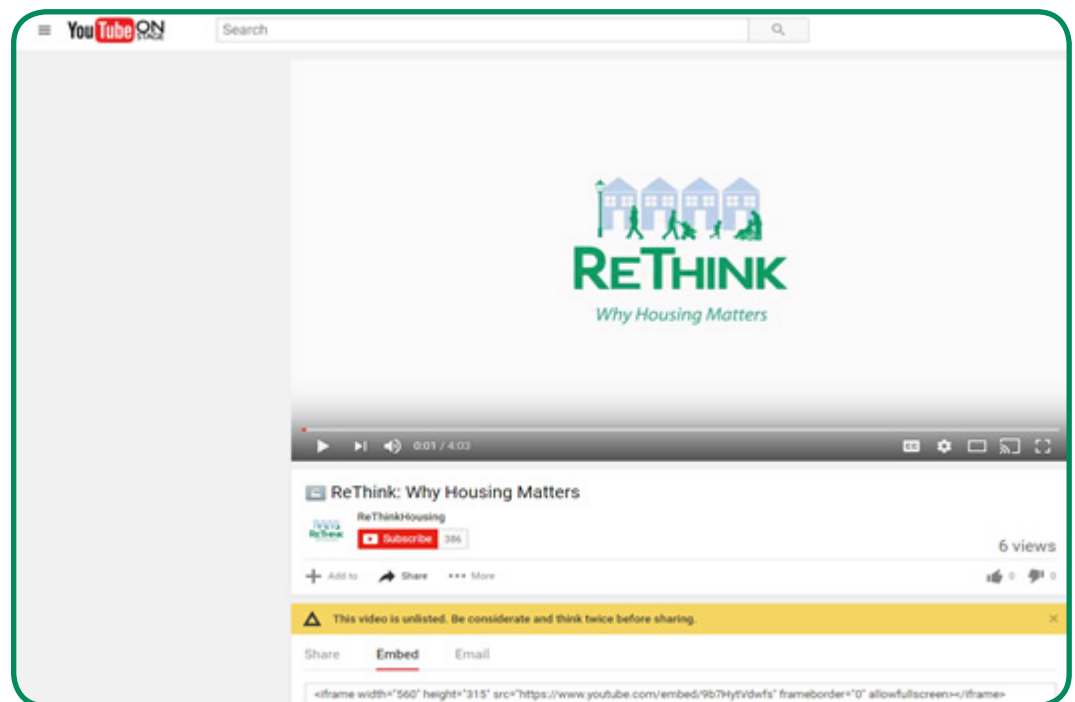 YouTube ON STAGE
Search
RETHINK
Why Housing Matters
0:01 / 4:03
CC
ReThink: Why Housing Matters
ReThinkHousing
RETHINK
Subscribe 386
6 views
Add to Share More
0 0
This video is unlisted. Be considerate and think twice before sharing.
Share Embed Email
<iframe width="560" height="315" src="https://www.youtube.com/embed/9b7HytVdwfs" frameborder="0" allowfullscreen></iframe>